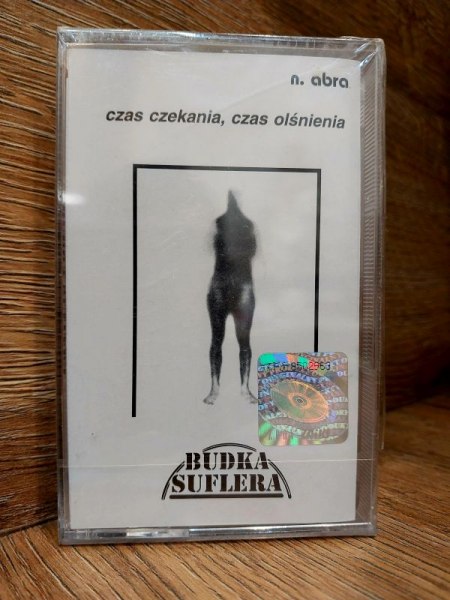 n. abra
czas czekania, czas olśnienia
BUDKA
SUFLERA